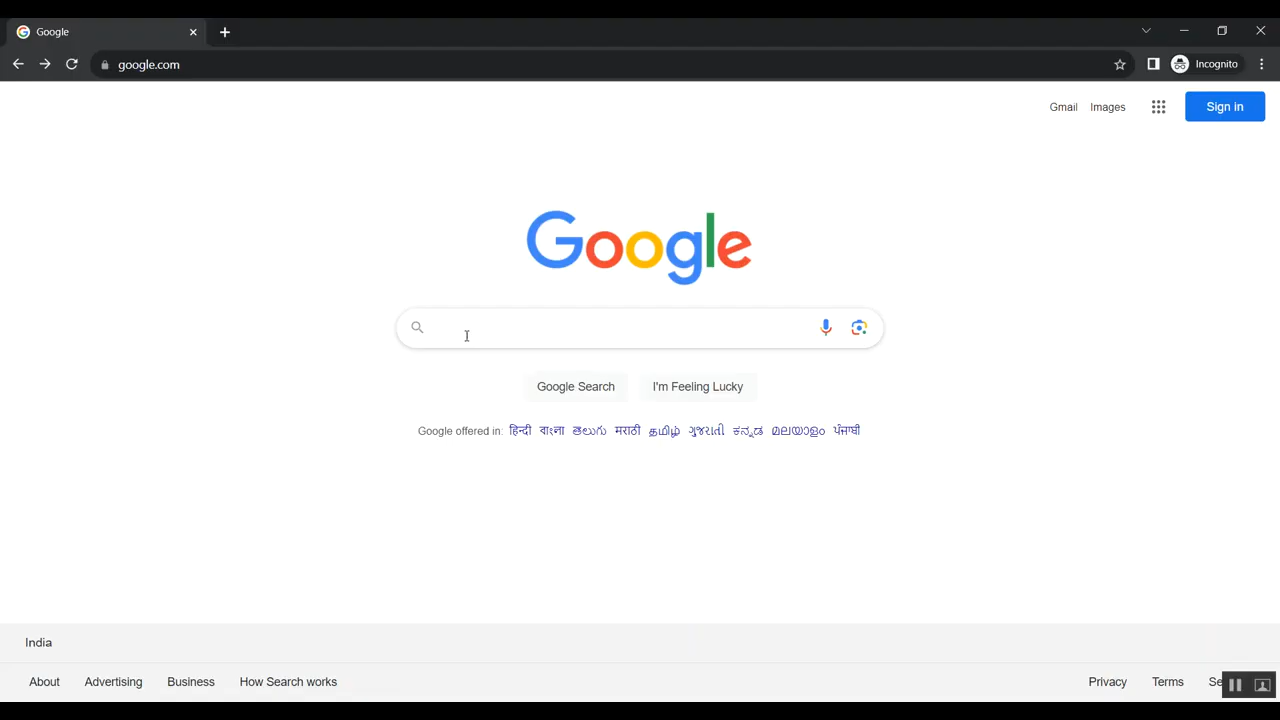 Google
google.com
Incognito
Gmail Images Sign in
Google
Google Search I'm Feeling Lucky
Google offered in: हिन्दी বাংলা తెలుగు मराठी தமிழ் ગુજરાતી ಕನ್ನಡ മലയാളം ਪੰਜਾਬੀ
India
About Advertising Business How Search works Privacy Terms Se